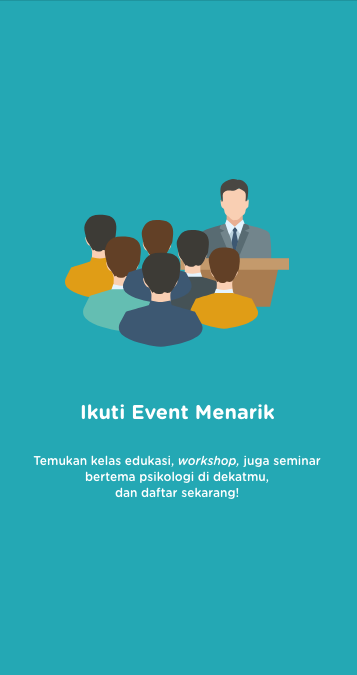 Ikuti Event Menarik
Temukan kelas edukasi, workshop, juga seminar
bertema psikologi di dekatmu,
dan daftar sekarang!